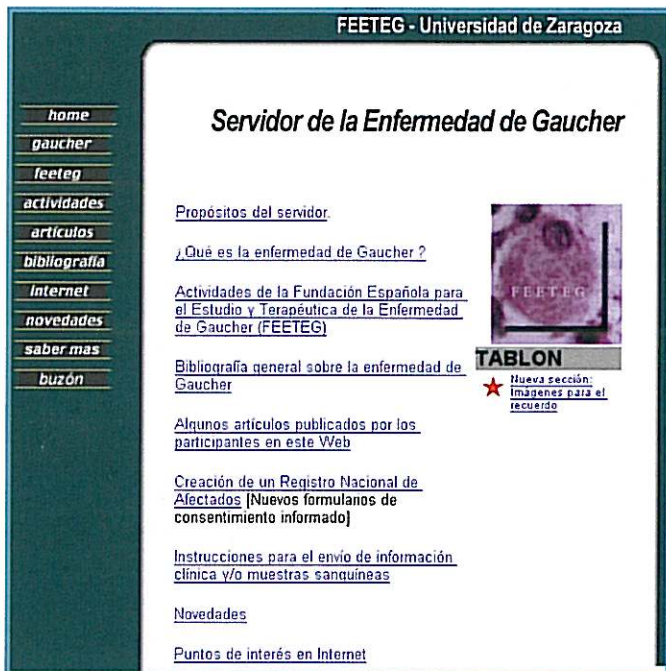 FEETEG - Universidad de Zaragoza
home
gaucher
feeteg
actividades
artículos
bibliografía
Internet
novedades
saber mas
buzón
Servidor de la Enfermedad de Gaucher
Propósitos del servidor.
¿Qué es la enfermedad de Gaucher ?
Actividades de la Fundación Española para
el Estudio y Terapéutica de la Enfermedad
de Gaucher (FEETEG)
Bibliografía general sobre la enfermedad de
Gaucher
Algunos artículos publicados por los
participantes en este Web
Creación de un Registro Nacional de
Afectados [Nuevos formularios de
consentimiento informado]
Instrucciones para el envío de información
clínica y/o muestras sanguíneas
Novedades
Puntos de interés en Internet
FEETEG
TABLON
Nueva sección:
Imágenes para el
recuerdo